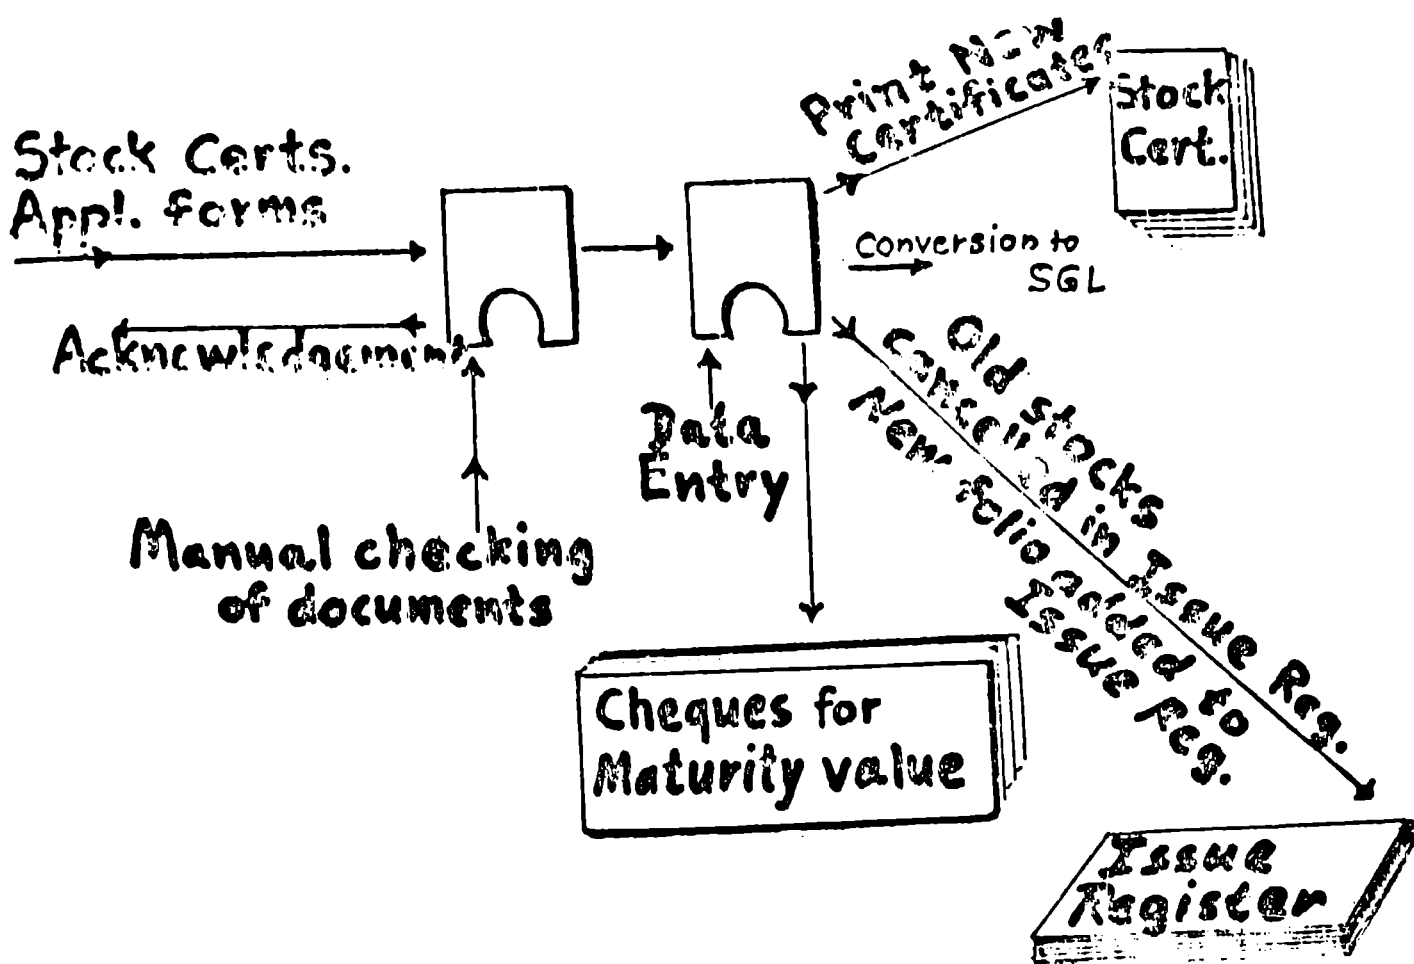 Print New
Certificates
Stock
Cert.
Stock Certs.
Appl. forms
Conversion to
SGL
Acknowledgement
Data
Entry
Manual checking
of documents
Old stocks
cancelled in Issue Reg.
New folio added to
Issue Reg.
Cheques for
Maturity value
Issue
Register